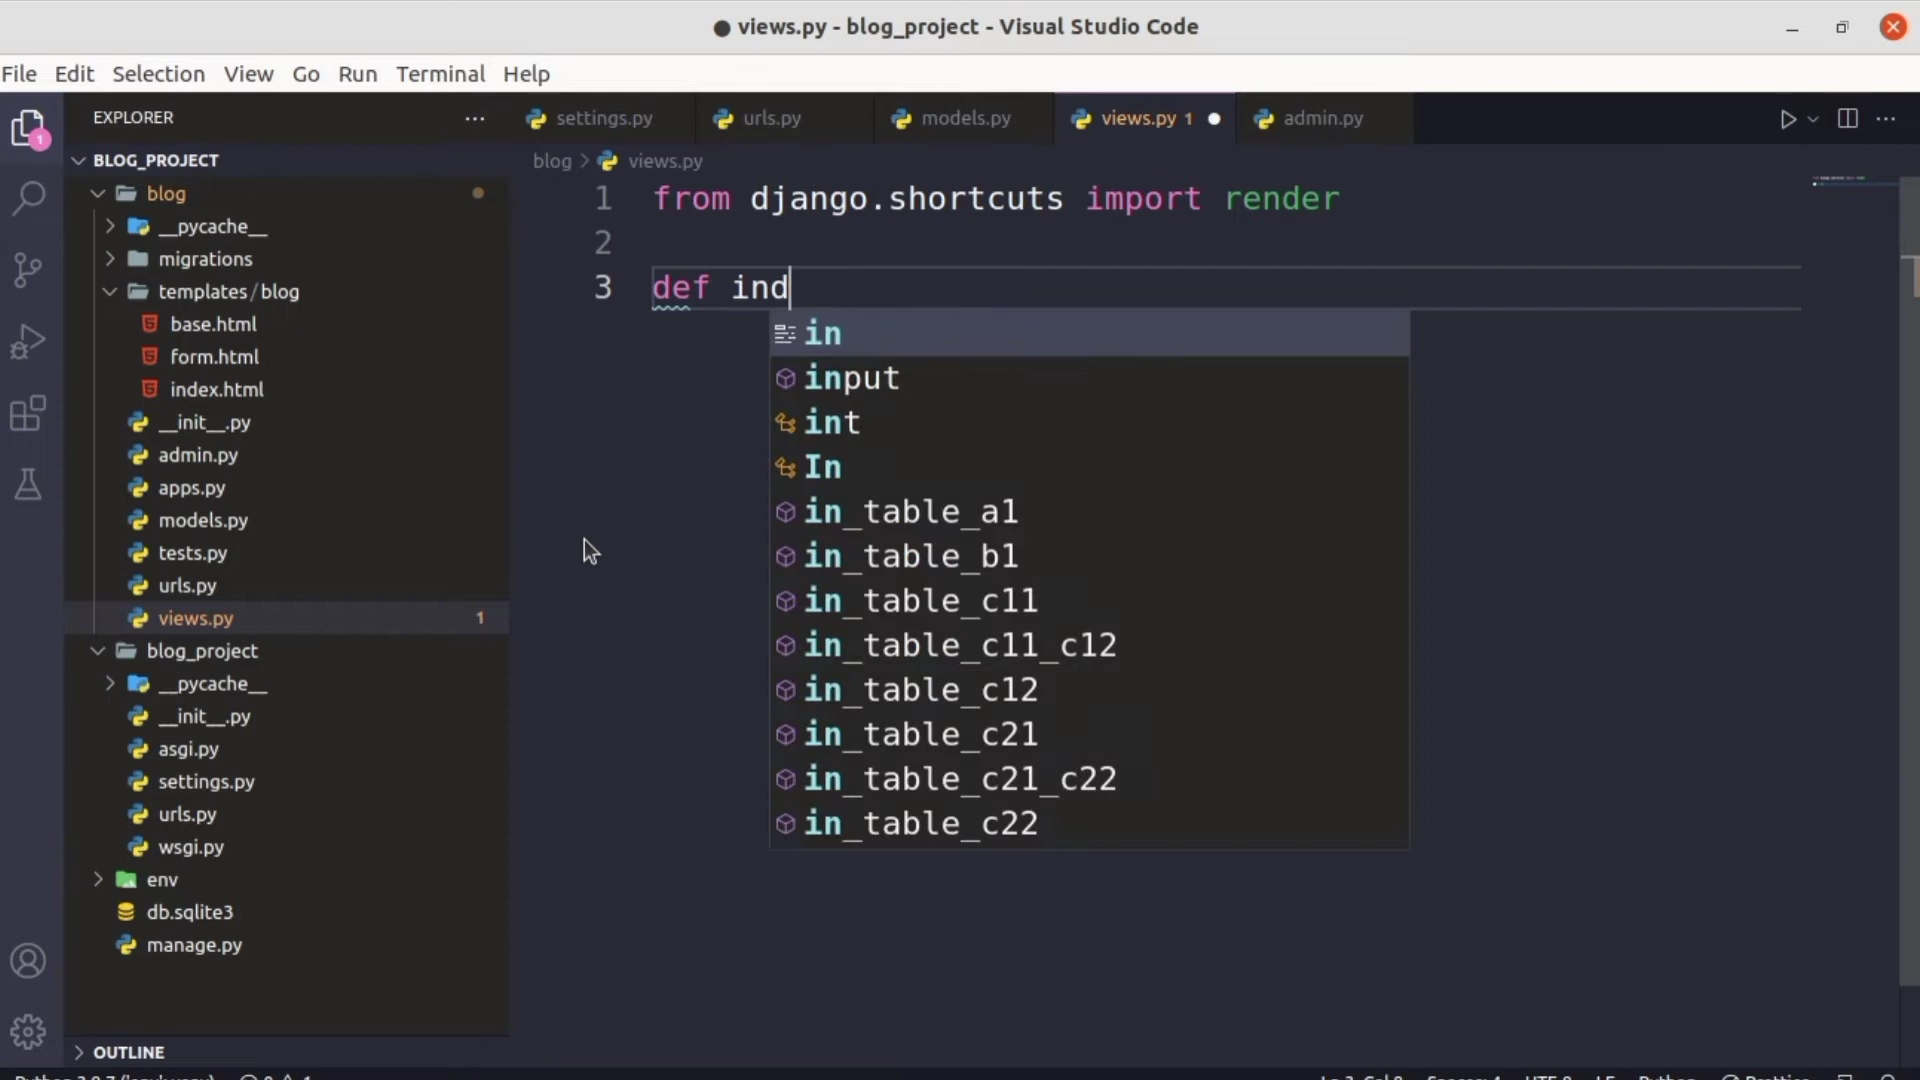 views.py - blog_project - Visual Studio Code
File Edit Selection View Go Run Terminal Help
EXPLORER
settings.py
urls.py
models.py
views.py 1
admin.py
1
BLOG_PROJECT
blog
__pycache__
migrations
templates/blog
base.html
form.html
index.html
__init__.py
admin.py
apps.py
models.py
tests.py
urls.py
views.py 1
blog_project
__pycache__
__init__.py
asgi.py
settings.py
urls.py
wsgi.py
env
db.sqlite3
manage.py
OUTLINE
blog > views.py
1 from django.shortcuts import render
2
3 def ind
in
input
int
In
in_table_a1
in_table_b1
in_table_c11
in_table_c11_c12
in_table_c12
in_table_c21
in_table_c21_c22
in_table_c22